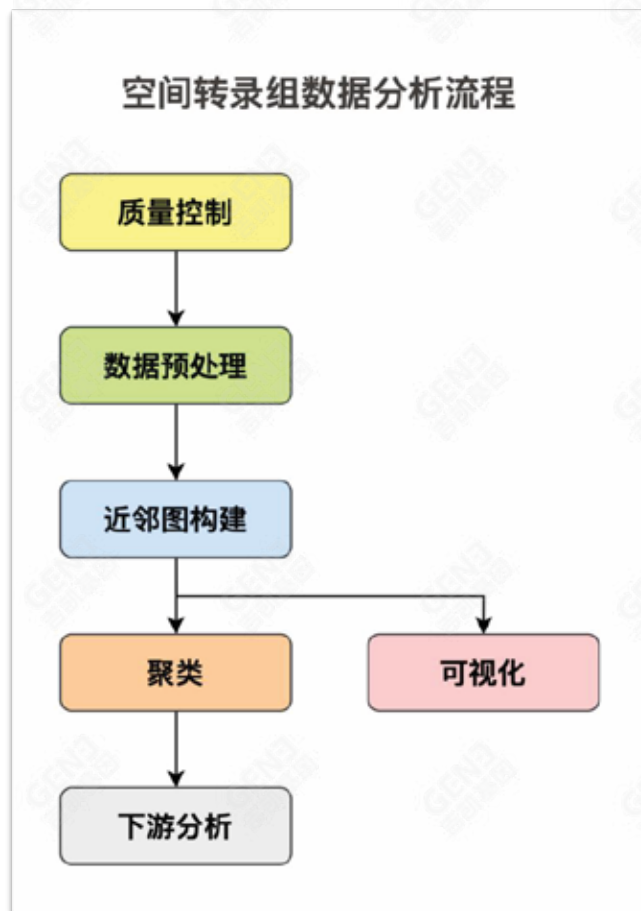 空间转录组数据分析流程
质量控制
数据预处理
近邻图构建
聚类
可视化
下游分析